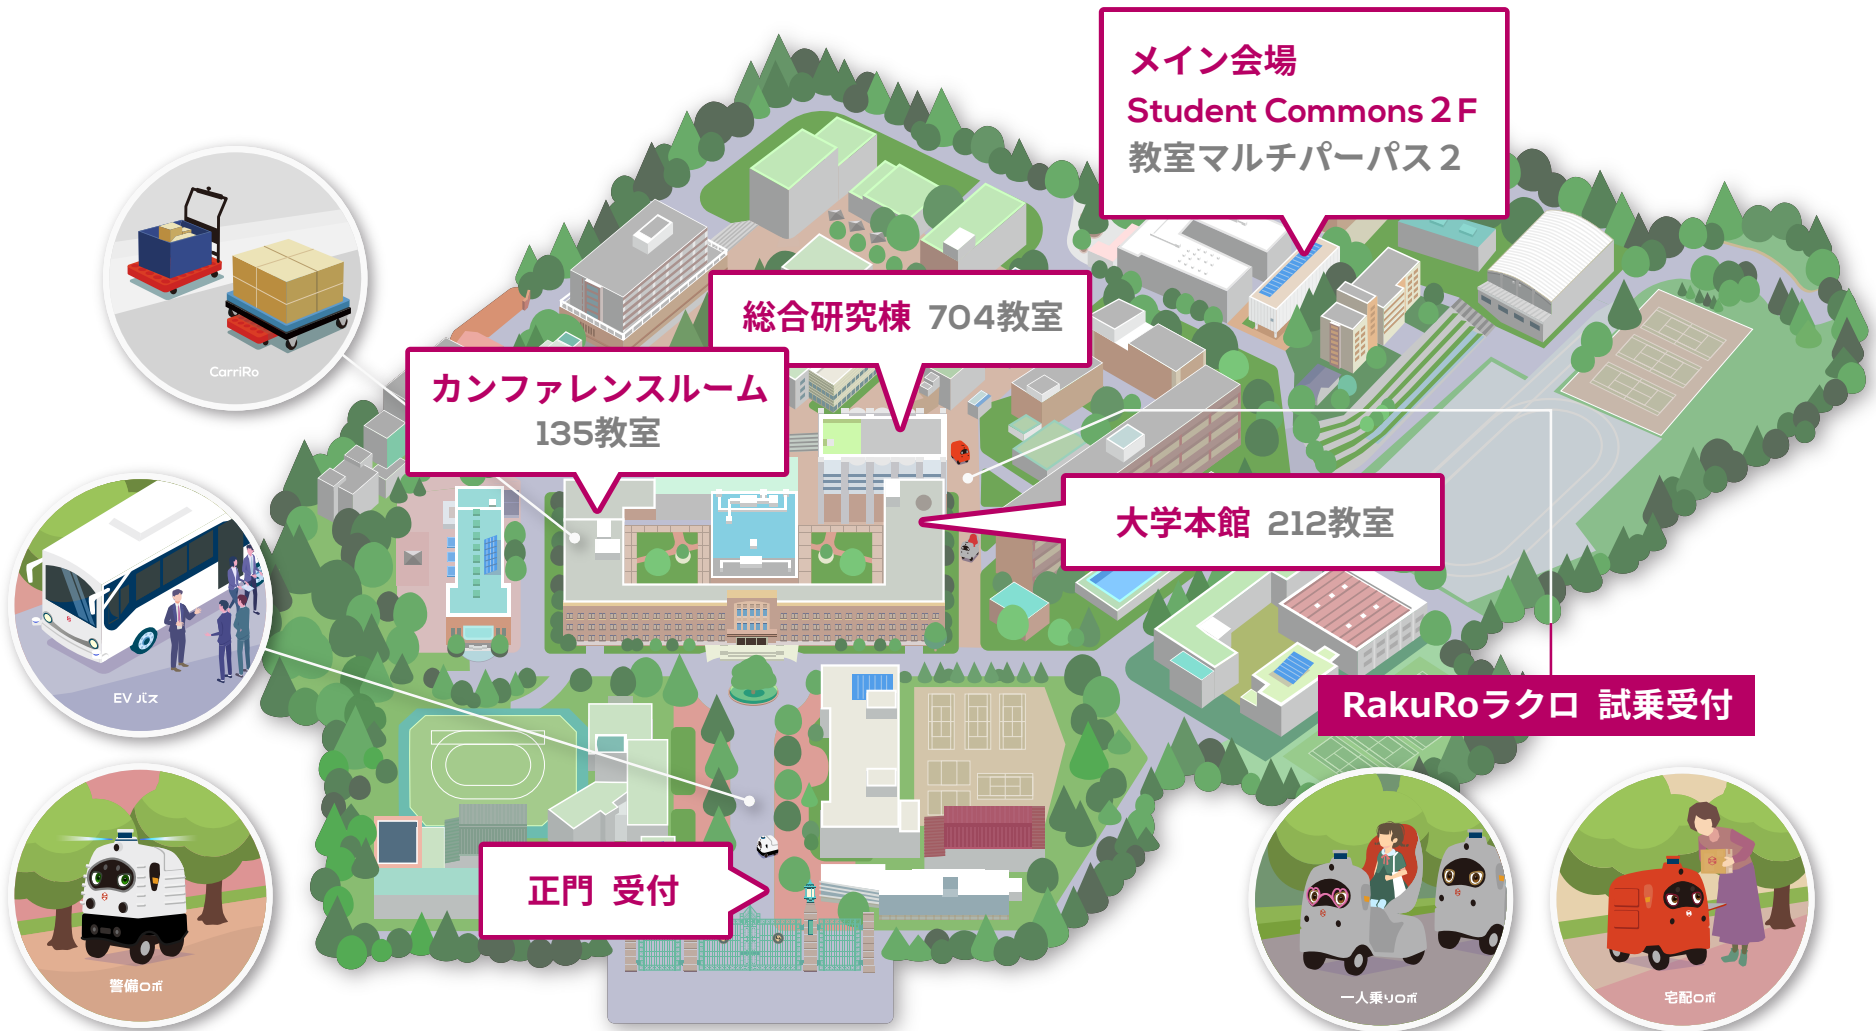 メイン会場
Student Commons 2F
教室マルチパーパス2
総合研究棟 704教室
カンファレンスルーム
135教室
大学本館 212教室
RakuRoラクロ 試乗受付
正門 受付
CarriRo
EV バス
警備ロボ
一人乗りロボ
宅配ロボ